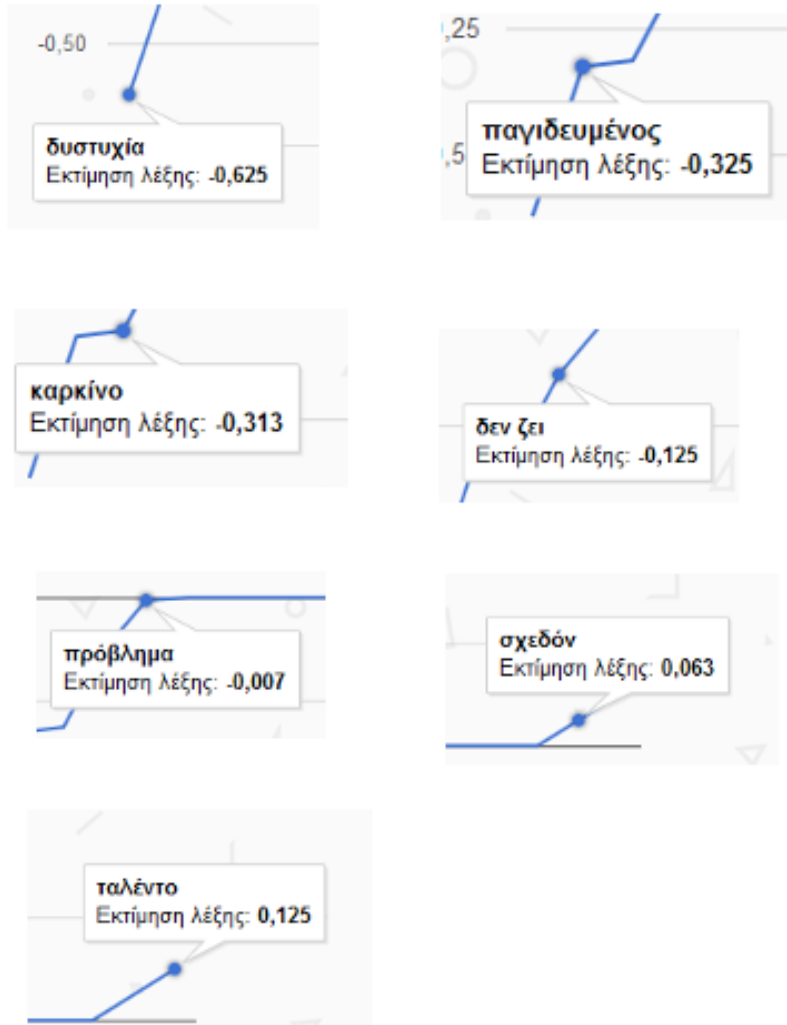 -0,50
δυστυχία
Εκτίμηση λέξης: -0,625
,25
παγιδευμένος
,5
Εκτίμηση λέξης: -0,325
καρκίνο
Εκτίμηση λέξης: -0,313
δεν ζει
Εκτίμηση λέξης: -0,125
πρόβλημα
Εκτίμηση λέξης: -0,007
σχεδόν
Εκτίμηση λέξης: 0,063
ταλέντο
Εκτίμηση λέξης: 0,125